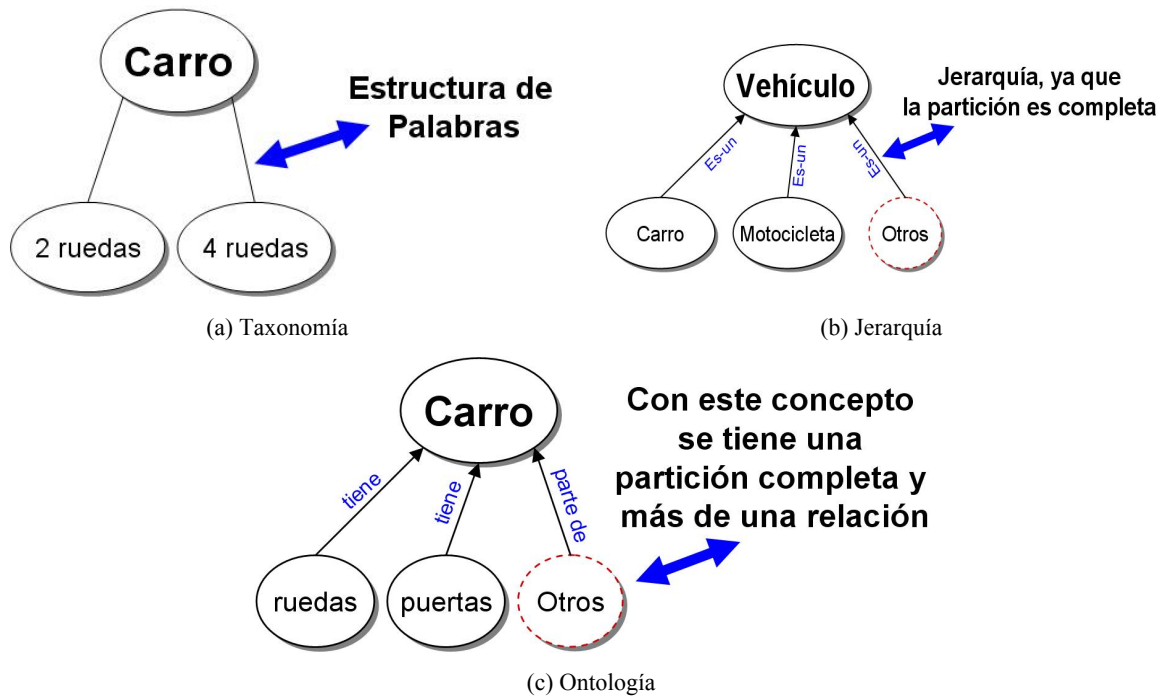 Carro
Estructura de
Palabras
2 ruedas
4 ruedas
(a) Taxonomía
Vehículo
Jerarquía, ya que
la partición es completa
Es-un
Es-un
Es-un
Carro
Motocicleta
Otros
(b) Jerarquía
Carro
Con este concepto
se tiene una
partición completa y
más de una relación
tiene
tiene
parte de
ruedas
puertas
Otros
(c) Ontología